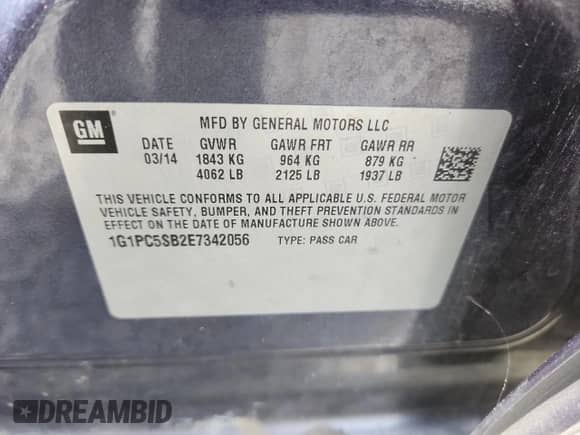 GM
MFD BY GENERAL MOTORS LLC
DATE GVWR GAWR FRT GAWR RR
03/14 1843 KG 964 KG 879 KG
4062 LB 2125 LB 1937 LB
THIS VEHICLE CONFORMS TO ALL APPLICABLE U.S. FEDERAL MOTOR
VEHICLE SAFETY, BUMPER, AND THEFT PREVENTION STANDARDS IN
EFFECT ON THE DATE OF MANUFACTURE SHOWN ABOVE.
1G1PC5SB2E7342056 TYPE: PASS CAR
DREAMBID